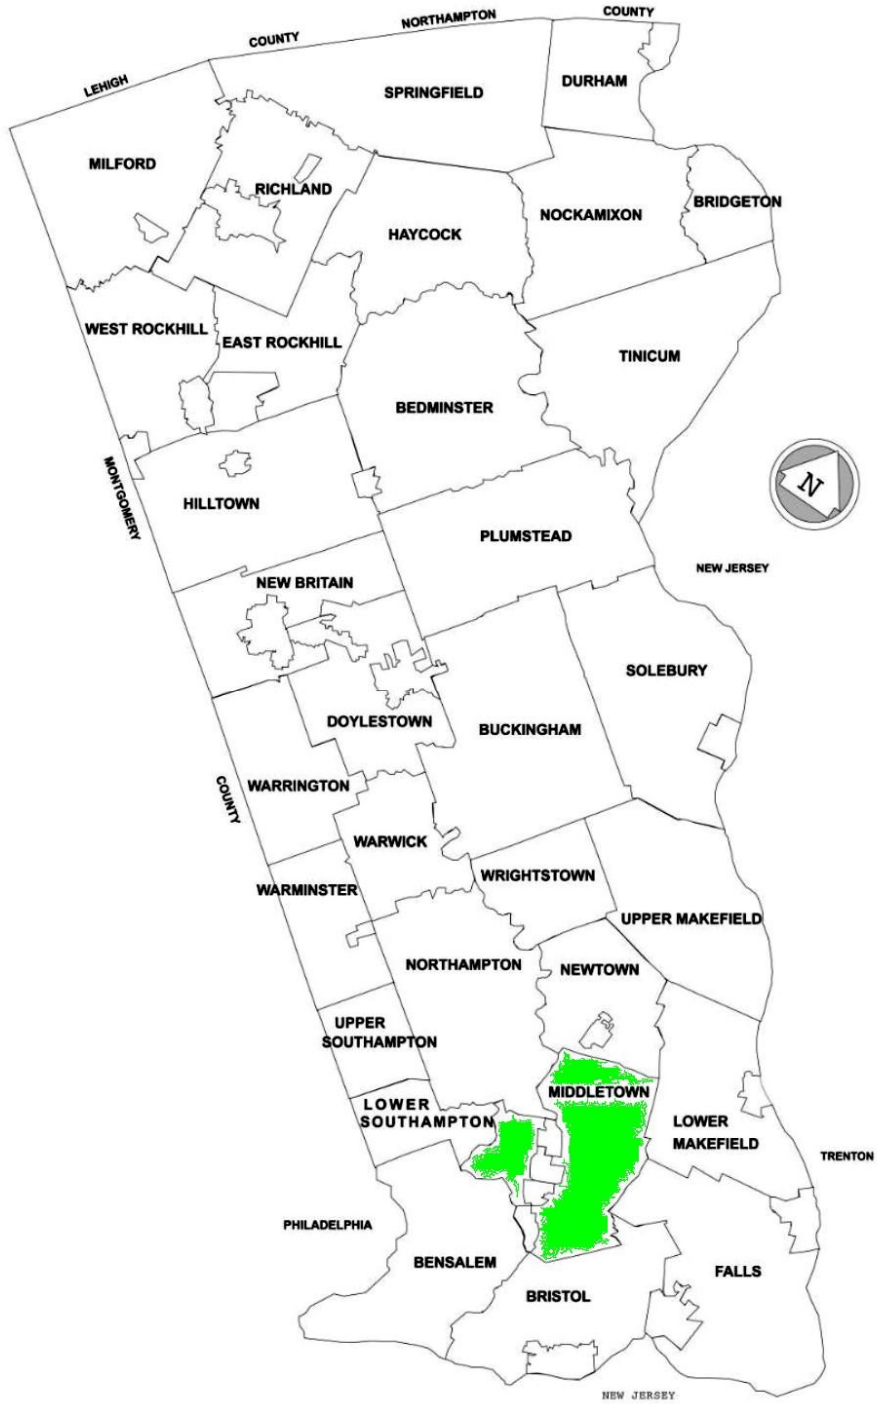 NORTHAMPTON
COUNTY
COUNTY
LEHIGH
SPRINGFIELD
DURHAM
MILFORD
RICHLAND
BRIDGETON
NOCKAMIXON
HAYCOCK
WEST ROCKHILL
EAST ROCKHILL
TINICUM
BEDMINSTER
MONTGOMERY
N
HILLTOWN
PLUMSTEAD
NEW JERSEY
NEW BRITAIN
SOLEBURY
DOYLESTOWN
BUCKINGHAM
COUNTY
WARRINGTON
WARWICK
WRIGHTSTOWN
WARMINSTER
UPPER MAKEFIELD
NORTHAMPTON
NEWTOWN
UPPER
SOUTHAMPTON
MIDDLETOWN
LOWER
SOUTHAMPTON
LOWER
MAKEFIELD
TRENTON
PHILADELPHIA
BENSALEM
FALLS
BRISTOL
NEW JERSEY